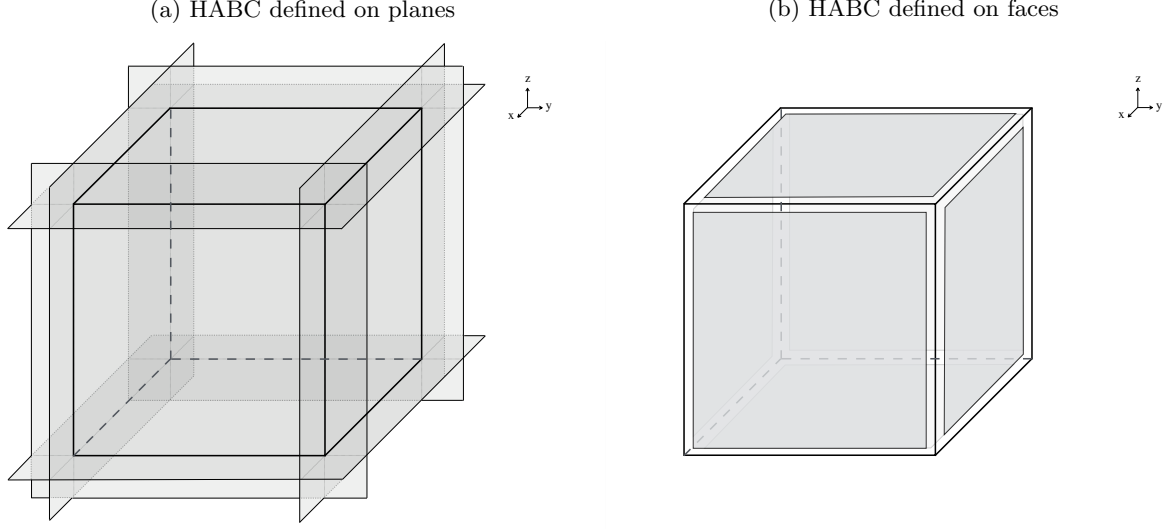 (a) HABC defined on planes
(b) HABC defined on faces
z
y
x
z
y
x